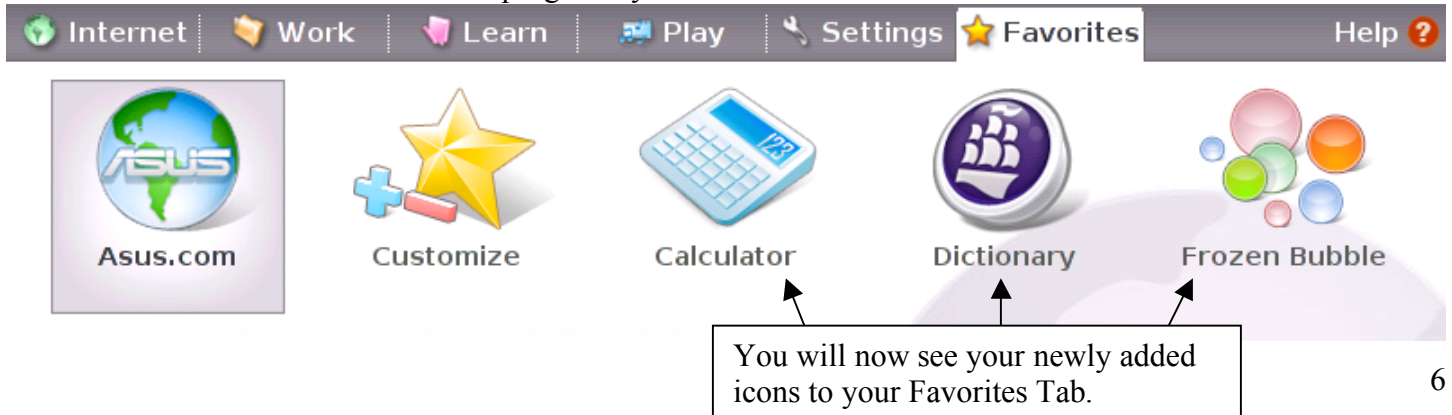 Internet Work Learn Play Settings Favorites Help ?
ASUS 123
Asus.com Customize Calculator Dictionary Frozen Bubble
You will now see your newly added
icons to your Favorites Tab.
6